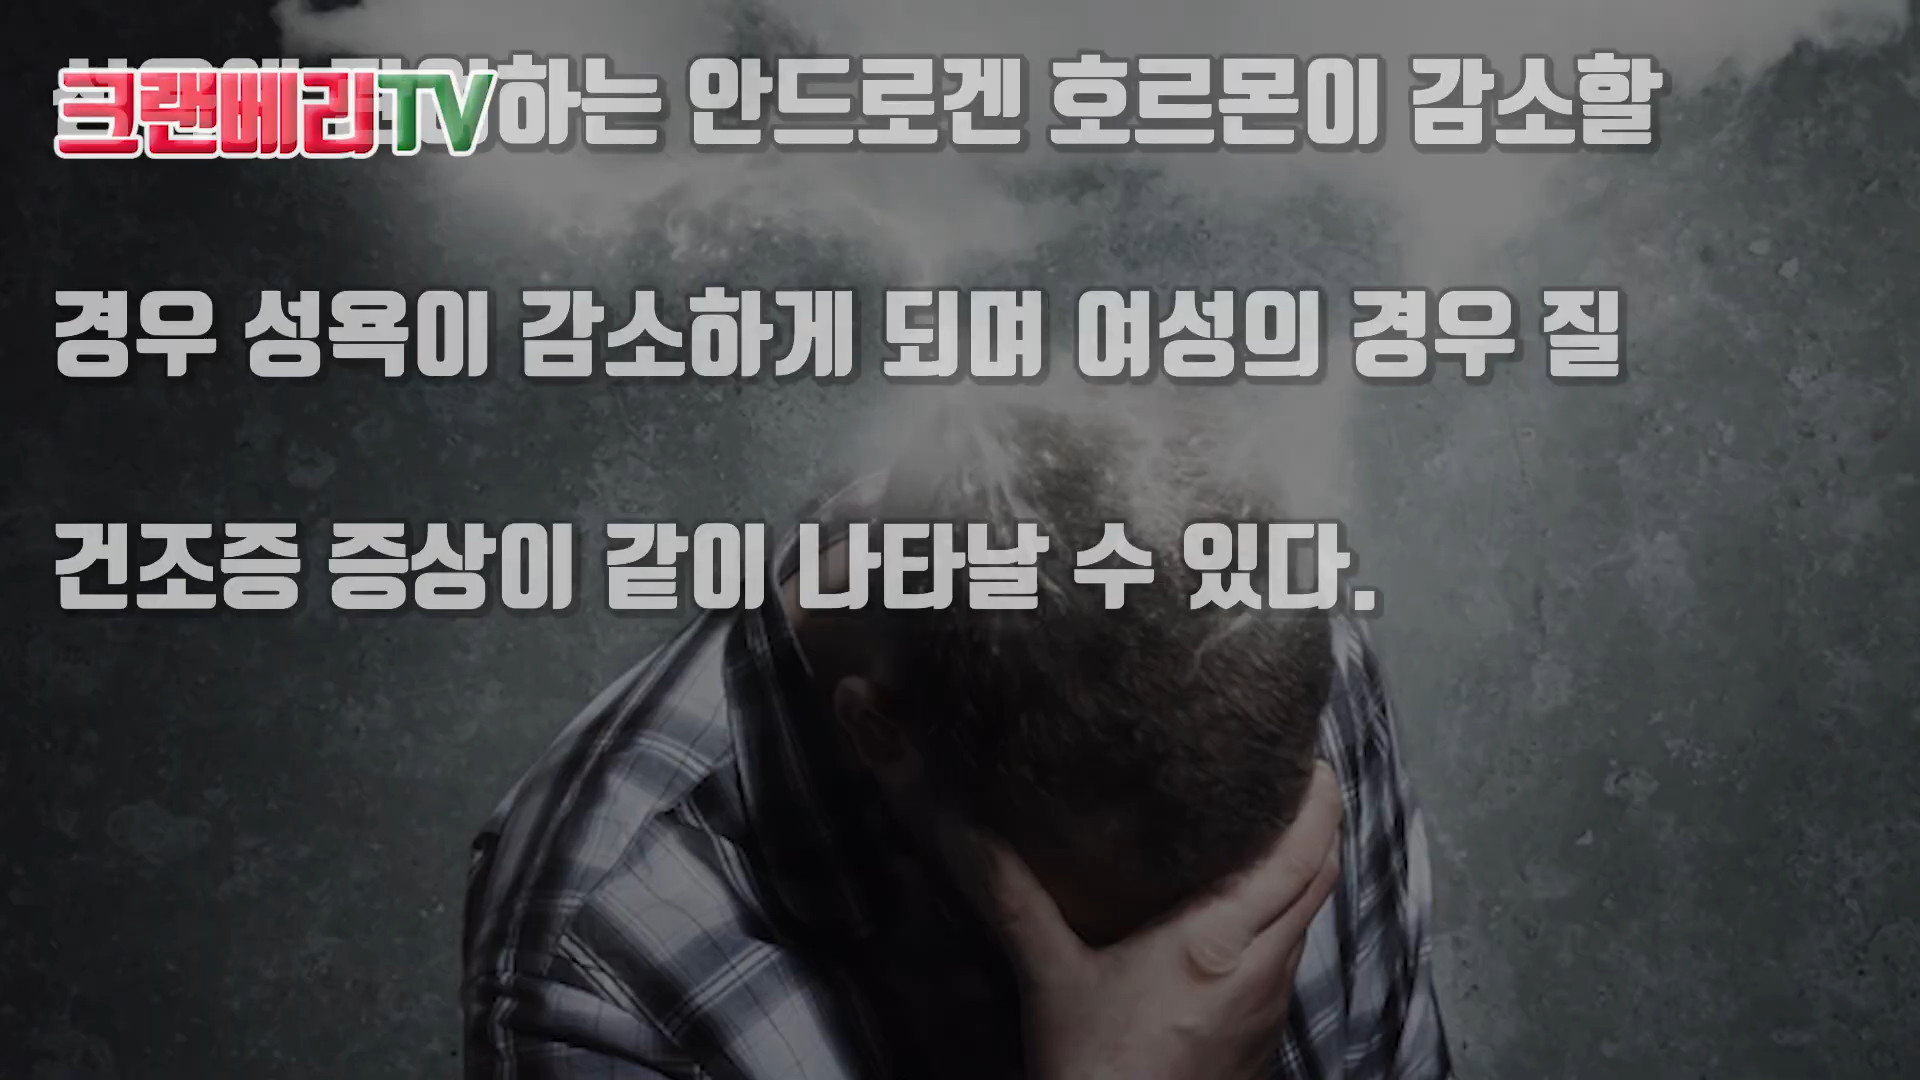 크랜베리TV
하는 안드로겐 호르몬이 감소할
경우 성욕이 감소하게 되며 여성의 경우 질
건조증 증상이 같이 나타날 수 있다.